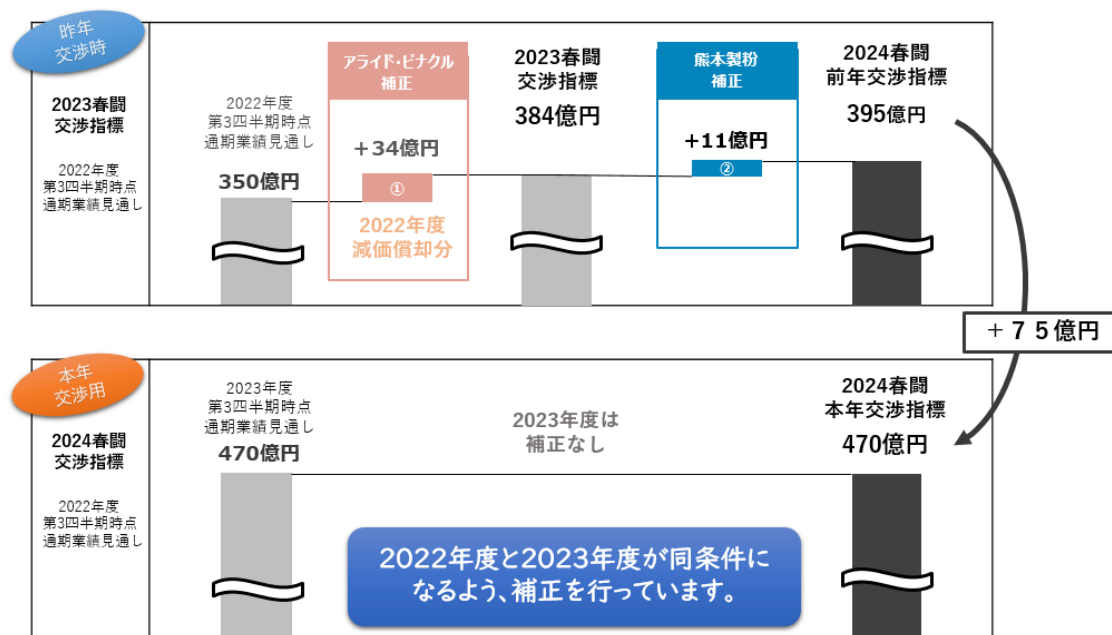 昨年
交渉時
2023春闘
交渉指標
2022年度
第3四半期時点
通期業績見通し
2022年度
第3四半期時点
通期業績見通し
350億円
アライド・ピナクル
補正
+34億円
①
2022年度
減価償却分
2023春闘
交渉指標
384億円
熊本製粉
補正
+11億円
②
2024春闘
前年交渉指標
395億円
+75億円
本年
交渉用
2024春闘
交渉指標
2022年度
第3四半期時点
通期業績見通し
2023年度
第3四半期時点
通期業績見通し
470億円
2023年度は
補正なし
2024春闘
本年交渉指標
470億円
2022年度と2023年度が同条件に
なるよう、補正を行っています。